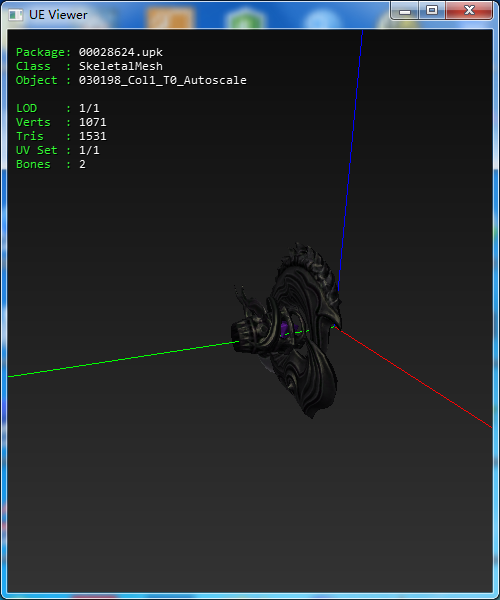 UE Viewer
Package: 00028624.upk
Class : SkeletalMesh
Object : 030198_Col1_T0_Autoscale
LOD : 1/1
Verts : 1071
Tris : 1531
UV Set : 1/1
Bones : 2